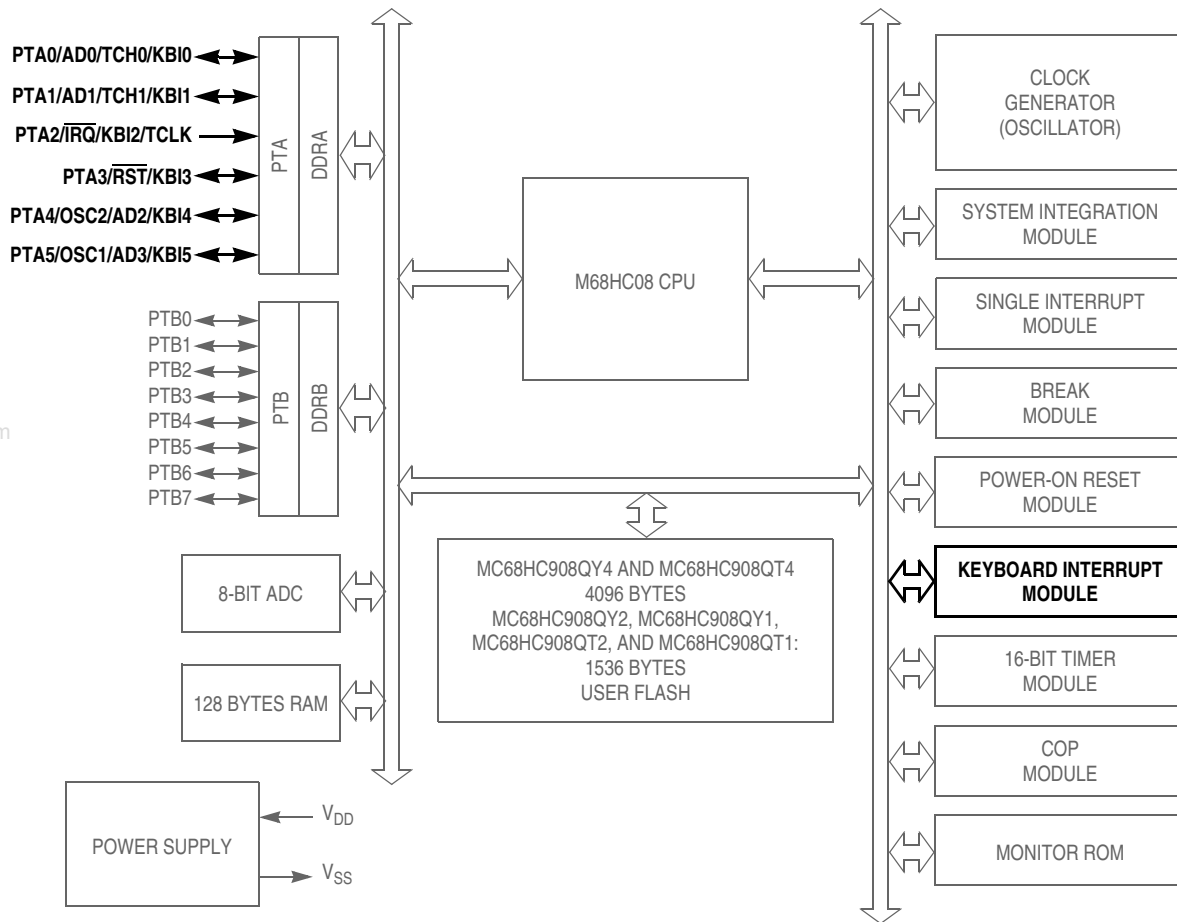 PTA0/AD0/TCH0/KBI0
PTA1/AD1/TCH1/KBI1
PTA2/IRQ/KBI2/TCLK
PTA3/RST/KBI3
PTA4/OSC2/AD2/KBI4
PTA5/OSC1/AD3/KBI5
PTA
DDRA
PTB0
PTB1
PTB2
PTB3
PTB4
PTB5
PTB6
PTB7
PTB
DDRB
8-BIT ADC
128 BYTES RAM
POWER SUPPLY
VDD
VSS
M68HC08 CPU
MC68HC908QY4 AND MC68HC908QT4
4096 BYTES
MC68HC908QY2, MC68HC908QY1,
MC68HC908QT2, AND MC68HC908QT1:
1536 BYTES
USER FLASH
CLOCK
GENERATOR
(OSCILLATOR)
SYSTEM INTEGRATION
MODULE
SINGLE INTERRUPT
MODULE
BREAK
MODULE
POWER-ON RESET
MODULE
KEYBOARD INTERRUPT
MODULE
16-BIT TIMER
MODULE
COP
MODULE
MONITOR ROM